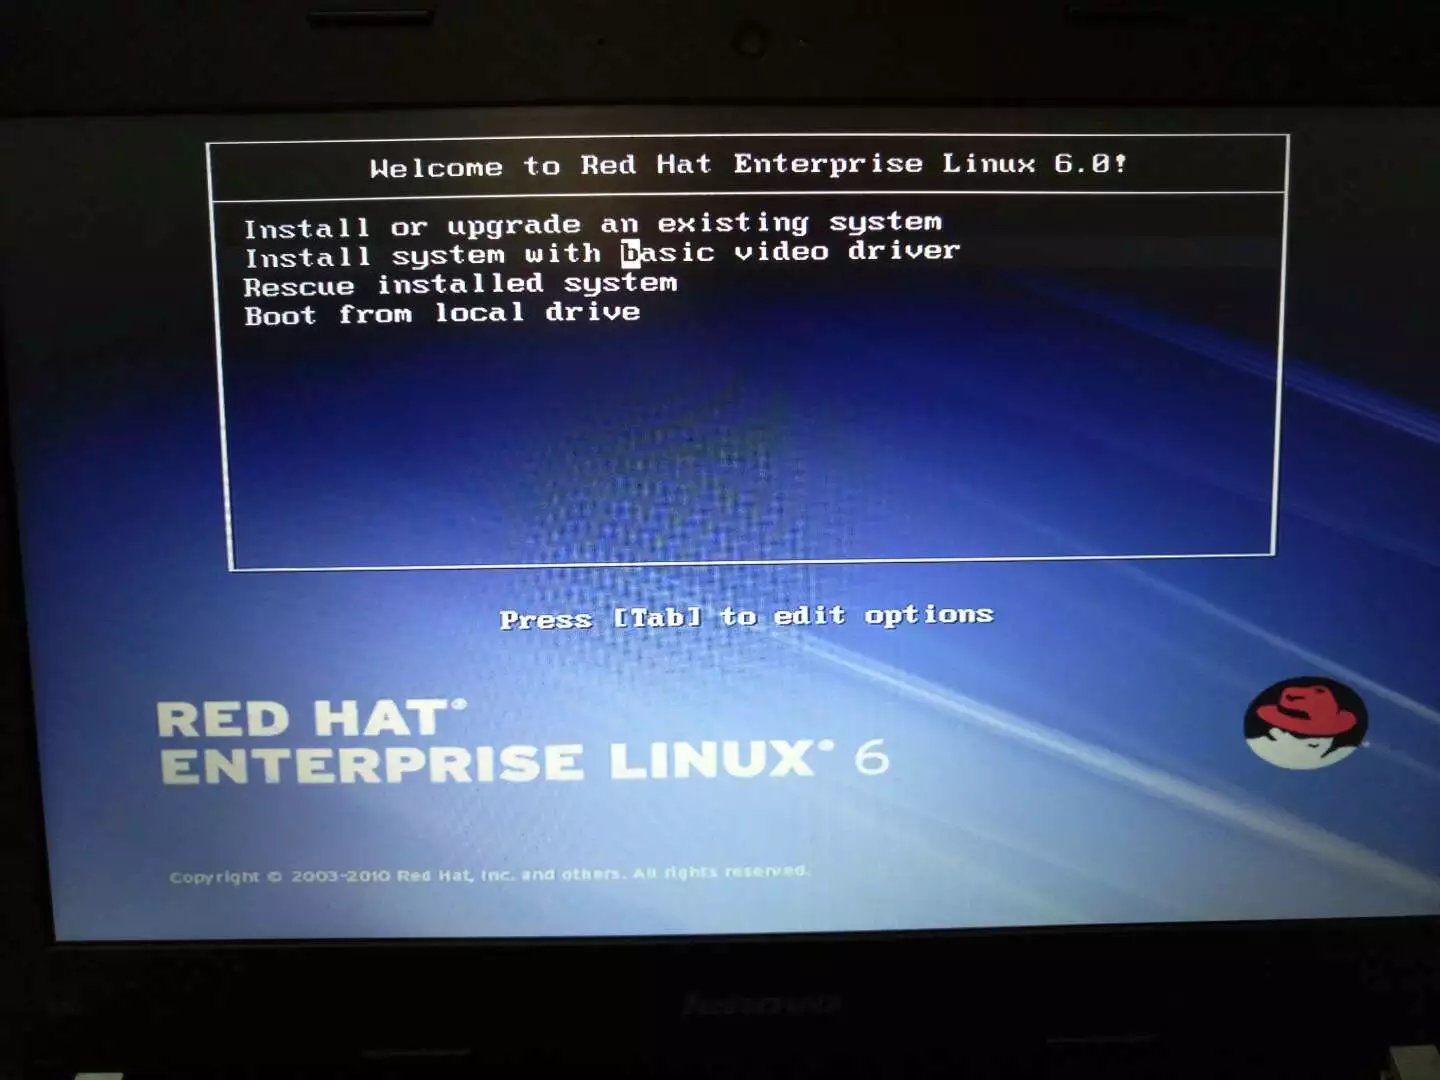 Welcome to Red Hat Enterprise Linux 6.0!
Install or upgrade an existing system
Install system with basic video driver
Rescue installed system
Boot from local drive
Press [Tab] to edit options
RED HAT®
ENTERPRISE LINUX® 6
Copyright © 2003-2010 Red Hat, Inc. and others. All rights reserved.